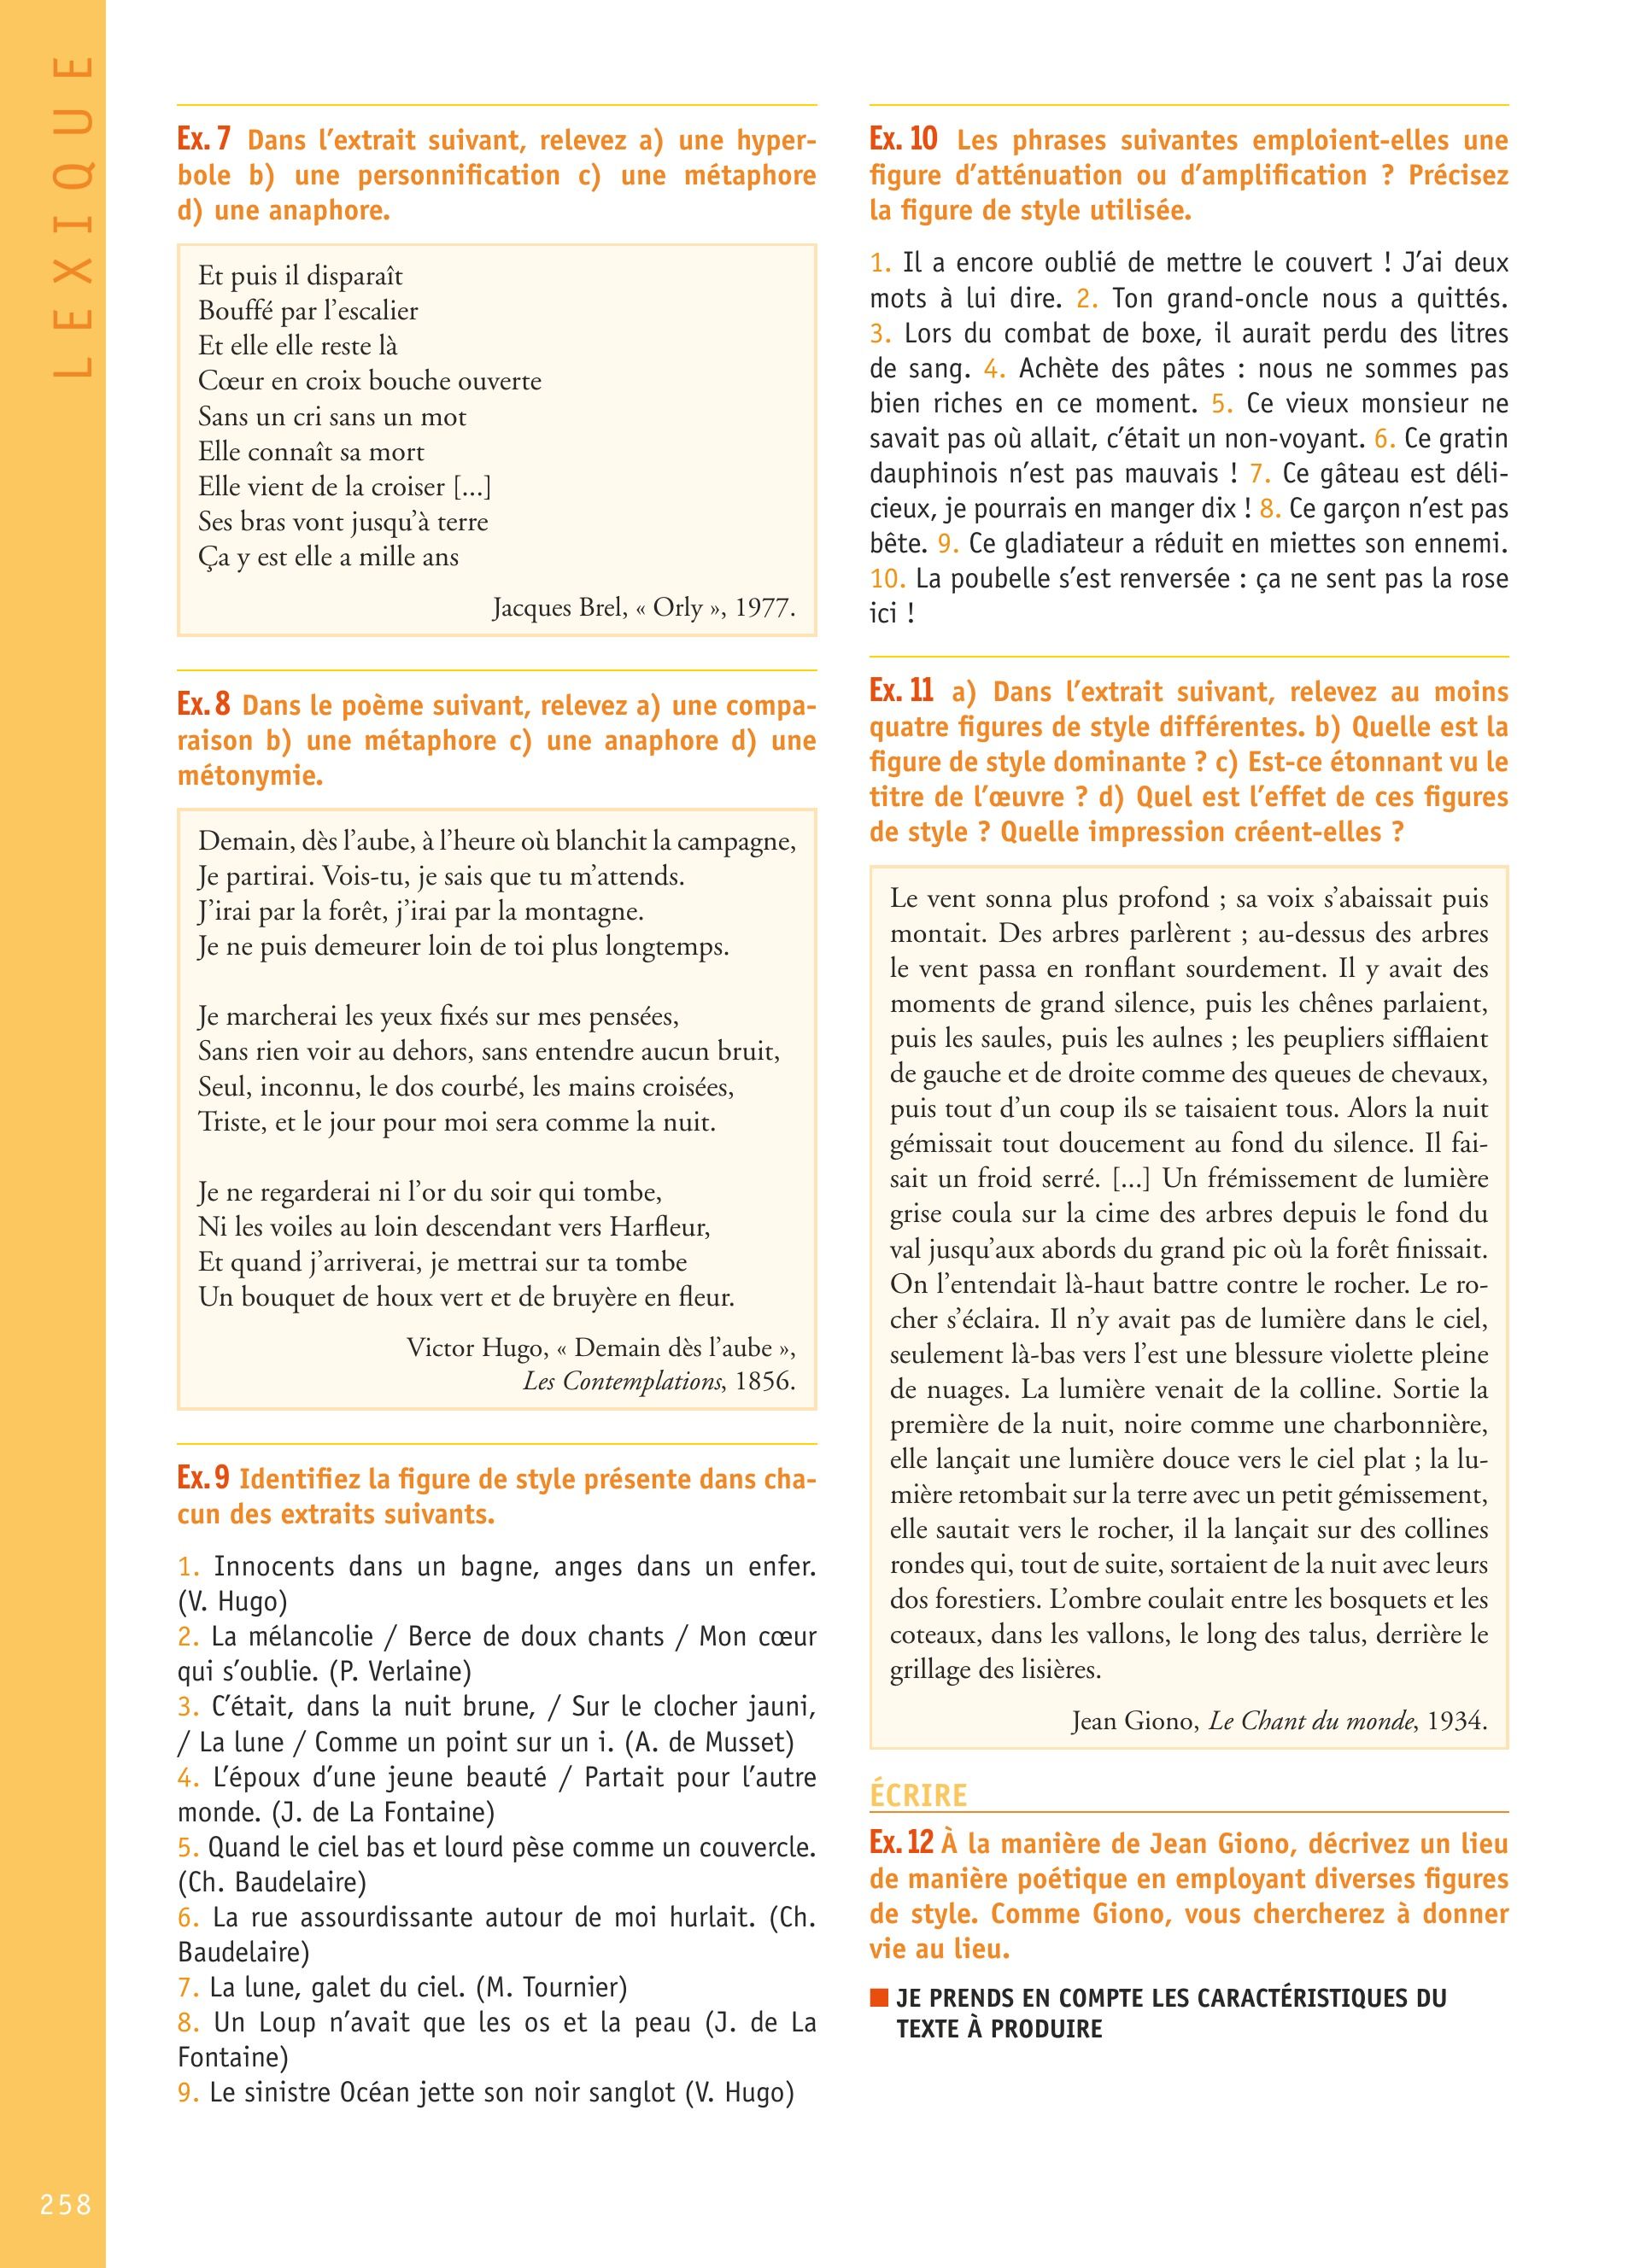 LEXIQUE
Ex. 7 Dans l’extrait suivant, relevez a) une hyper-
bole b) une personnification c) une métaphore
d) une anaphore.
Et puis il disparaît
Bouffé par l’escalier
Et elle elle reste là
Cœur en croix bouche ouverte
Sans un cri sans un mot
Elle connaît sa mort
Elle vient de la croiser [...]
Ses bras vont jusqu’à terre
Ça y est elle a mille ans
Jacques Brel, « Orly », 1977.
Ex. 8 Dans le poème suivant, relevez a) une compa-
raison b) une métaphore c) une anaphore d) une
métonymie.
Demain, dès l’aube, à l’heure où blanchit la campagne,
Je partirai. Vois-tu, je sais que tu m’attends.
J’irai par la forêt, j’irai par la montagne.
Je ne puis demeurer loin de toi plus longtemps.
Je marcherai les yeux fixés sur mes pensées,
Sans rien voir au dehors, sans entendre aucun bruit,
Seul, inconnu, le dos courbé, les mains croisées,
Triste, et le jour pour moi sera comme la nuit.
Je ne regarderai ni l’or du soir qui tombe,
Ni les voiles au loin descendant vers Harfleur,
Et quand j’arriverai, je mettrai sur ta tombe
Un bouquet de houx vert et de bruyère en fleur.
Victor Hugo, « Demain dès l’aube »,
Les Contemplations, 1856.
Ex. 9 Identifiez la figure de style présente dans cha-
cun des extraits suivants.
1. Innocents dans un bagne, anges dans un enfer.
(V. Hugo)
2. La mélancolie / Berce de doux chants / Mon cœur
qui s’oublie. (P. Verlaine)
3. C’était, dans la nuit brune, / Sur le clocher jauni,
/ La lune / Comme un point sur un i. (A. de Musset)
4. L’époux d’une jeune beauté / Partait pour l’autre
monde. (J. de La Fontaine)
5. Quand le ciel bas et lourd pèse comme un couvercle.
(Ch. Baudelaire)
6. La rue assourdissante autour de moi hurlait. (Ch.
Baudelaire)
7. La lune, galet du ciel. (M. Tournier)
8. Un Loup n’avait que les os et la peau (J. de La
Fontaine)
9. Le sinistre Océan jette son noir sanglot (V. Hugo)
Ex. 10 Les phrases suivantes emploient-elles une
figure d’atténuation ou d’amplification ? Précisez
la figure de style utilisée.
1. Il a encore oublié de mettre le couvert ! J’ai deux
mots à lui dire. 2. Ton grand-oncle nous a quittés.
3. Lors du combat de boxe, il aurait perdu des litres
de sang. 4. Achète des pâtes : nous ne sommes pas
bien riches en ce moment. 5. Ce vieux monsieur ne
savait pas où allait, c’était un non-voyant. 6. Ce gratin
dauphinois n’est pas mauvais ! 7. Ce gâteau est déli-
cieux, je pourrais en manger dix ! 8. Ce garçon n’est pas
bête. 9. Ce gladiateur a réduit en miettes son ennemi.
10. La poubelle s’est renversée : ça ne sent pas la rose
ici !
Ex. 11 a) Dans l’extrait suivant, relevez au moins
quatre figures de style différentes. b) Quelle est la
figure de style dominante ? c) Est-ce étonnant vu le
titre de l’œuvre ? d) Quel est l’effet de ces figures
de style ? Quelle impression créent-elles ?
Le vent sonna plus profond ; sa voix s’abaissait puis
montait. Des arbres parlèrent ; au-dessus des arbres
le vent passa en ronflant sourdement. Il y avait des
moments de grand silence, puis les chênes parlaient,
puis les saules, puis les aulnes ; les peupliers sifflaient
de gauche et de droite comme des queues de chevaux,
puis tout d’un coup ils se taisaient tous. Alors la nuit
gémissait tout doucement au fond du silence. Il fai-
sait un froid serré. [...] Un frémissement de lumière
grise coula sur la cime des arbres depuis le fond du
val jusqu’aux abords du grand pic où la forêt finissait.
On l’entendait là-haut battre contre le rocher. Le ro-
cher s’éclaira. Il n’y avait pas de lumière dans le ciel,
seulement là-bas vers l’est une blessure violette pleine
de nuages. La lumière venait de la colline. Sortie la
première de la nuit, noire comme une charbonnière,
elle lançait une lumière douce vers le ciel plat ; la lu-
mière retombait sur la terre avec un petit gémissement,
elle sautait vers le rocher, il la lançait sur des collines
rondes qui, tout de suite, sortaient de la nuit avec leurs
dos forestiers. L’ombre coulait entre les bosquets et les
coteaux, dans les vallons, le long des talus, derrière le
grillage des lisières.
Jean Giono, Le Chant du monde, 1934.
ÉCRIRE
Ex. 12 À la manière de Jean Giono, décrivez un lieu
de manière poétique en employant diverses figures
de style. Comme Giono, vous chercherez à donner
vie au lieu.
JE PRENDS EN COMPTE LES CARACTÉRISTIQUES DU
TEXTE À PRODUIRE
258